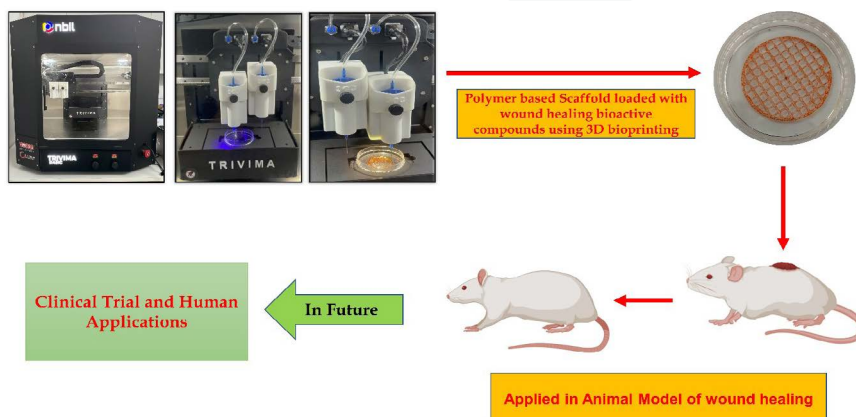 nbil
TRIVIMA
TRIVIMA
TRIVIMA
Polymer based Scaffold loaded with
wound healing bioactive
compounds using 3D bioprinting
Clinical Trial and Human
Applications
In Future
Applied in Animal Model of wound healing